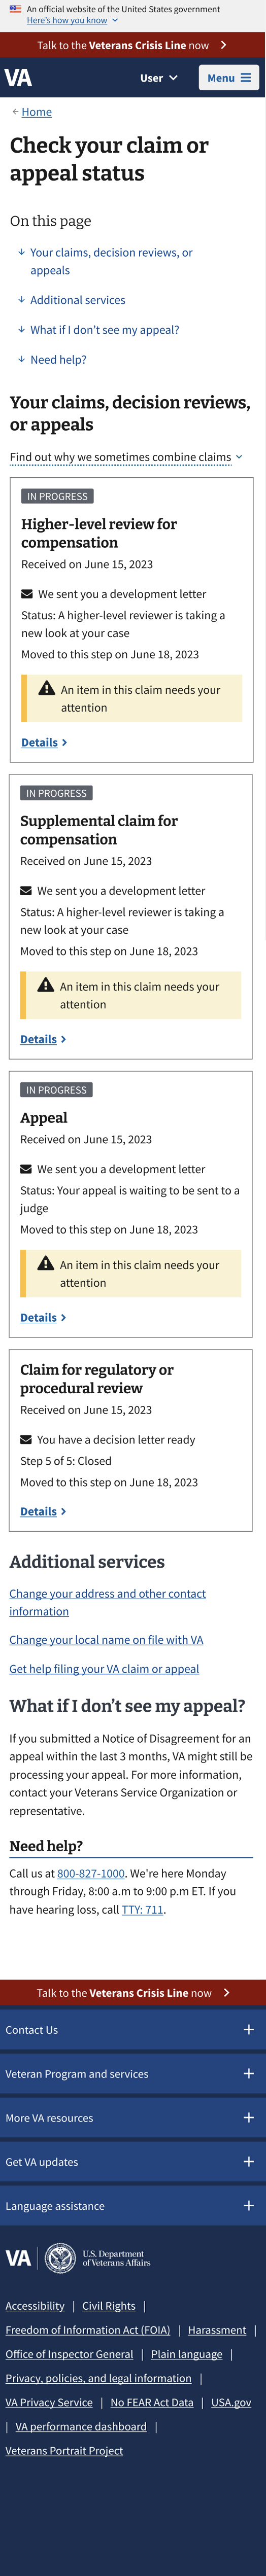 An official website of the United States government
Here's how you know
Talk to the Veterans Crisis Line now
VA
User
Menu
Home
Check your claim or
appeal status
On this page
Your claims, decision reviews, or
appeals
Additional services
What if I don't see my appeal?
Need help?
Your claims, decision reviews,
or appeals
Find out why we sometimes combine claims
IN PROGRESS
Higher-level review for
compensation
Received on June 15, 2023
We sent you a development letter
Status: A higher-level reviewer is taking a
new look at your case
Moved to this step on June 18, 2023
An item in this claim needs your
attention
Details
IN PROGRESS
Supplemental claim for
compensation
Received on June 15, 2023
We sent you a development letter
Status: A higher-level reviewer is taking a
new look at your case
Moved to this step on June 18, 2023
An item in this claim needs your
attention
Details
IN PROGRESS
Appeal
Received on June 15, 2023
We sent you a development letter
Status: Your appeal is waiting to be sent to a
judge
Moved to this step on June 18, 2023
An item in this claim needs your
attention
Details
Claim for regulatory or
procedural review
Received on June 15, 2023
You have a decision letter ready
Step 5 of 5: Closed
Moved to this step on June 18, 2023
Details
Additional services
Change your address and other contact
information
Change your local name on file with VA
Get help filing your VA claim or appeal
What if I don’t see my appeal?
If you submitted a Notice of Disagreement for an
appeal within the last 3 months, VA might still be
processing your appeal. For more information,
contact your Veterans Service Organization or
representative.
Need help?
Call us at 800-827-1000. We're here Monday
through Friday, 8:00 a.m to 9:00 p.m ET. If you
have hearing loss, call TTY: 711.
Talk to the Veterans Crisis Line now
Contact Us
Veteran Program and services
More VA resources
Get VA updates
Language assistance
VA | U.S. Department
of Veterans Affairs
Accessibility | Civil Rights |
Freedom of Information Act (FOIA) | Harassment |
Office of Inspector General | Plain language |
Privacy, policies, and legal information |
VA Privacy Service | No FEAR Act Data | USA.gov
| VA performance dashboard |
Veterans Portrait Project